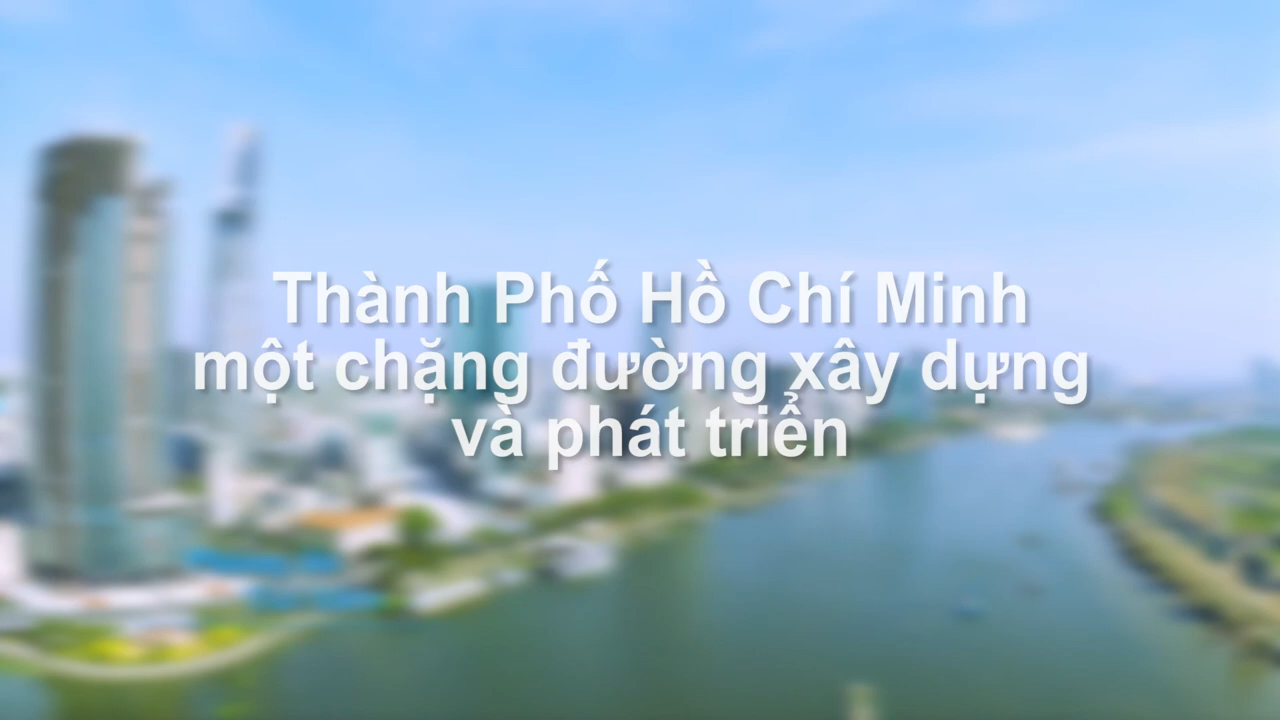 Thành Phố Hồ Chí Minh
một chặng đường xây dựng
và phát triển